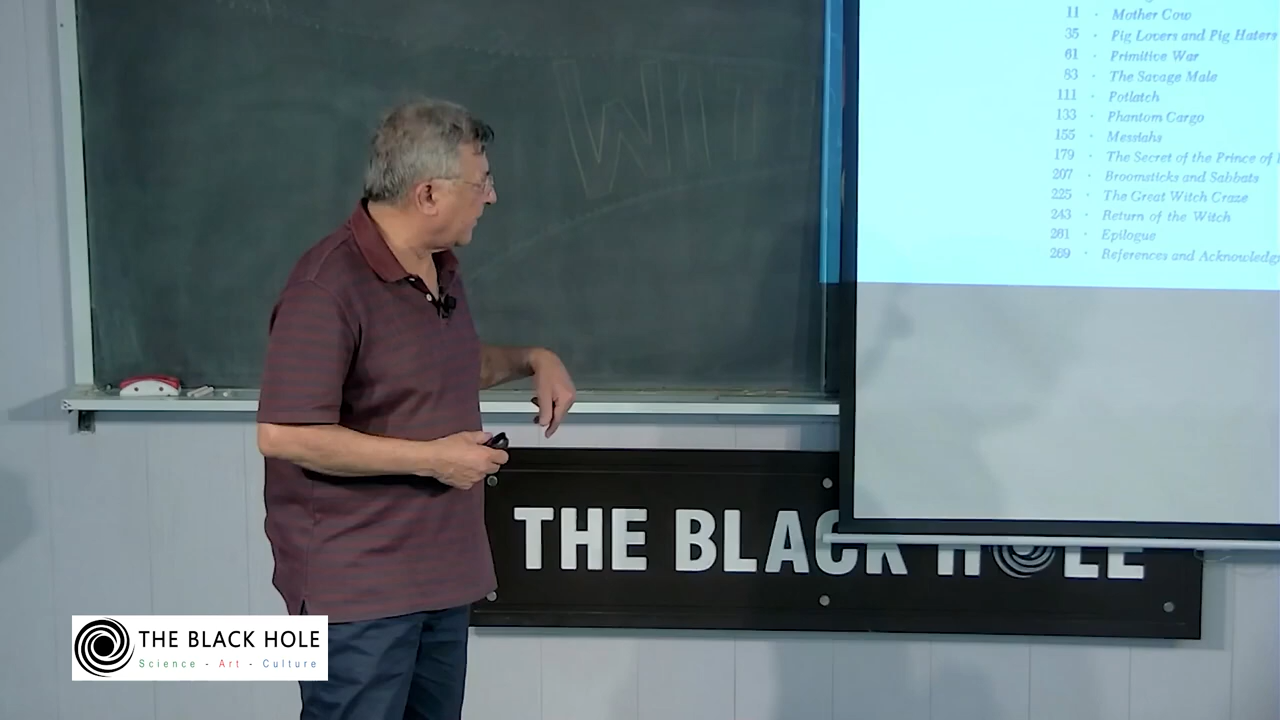 WIT
11 · Mother Cow
35 · Pig Lovers and Pig Haters
61 · Primitive War
83 · The Savage Male
111 · Potlatch
133 · Phantom Cargo
155 · Messiahs
179 · The Secret of the Prince of
207 · Broomsticks and Sabbats
225 · The Great Witch Craze
243 · Return of the Witch
261 · Epilogue
269 · References and Acknowledg
THE BLACK HOLE
THE BLACK HOLE
Science - Art - Culture